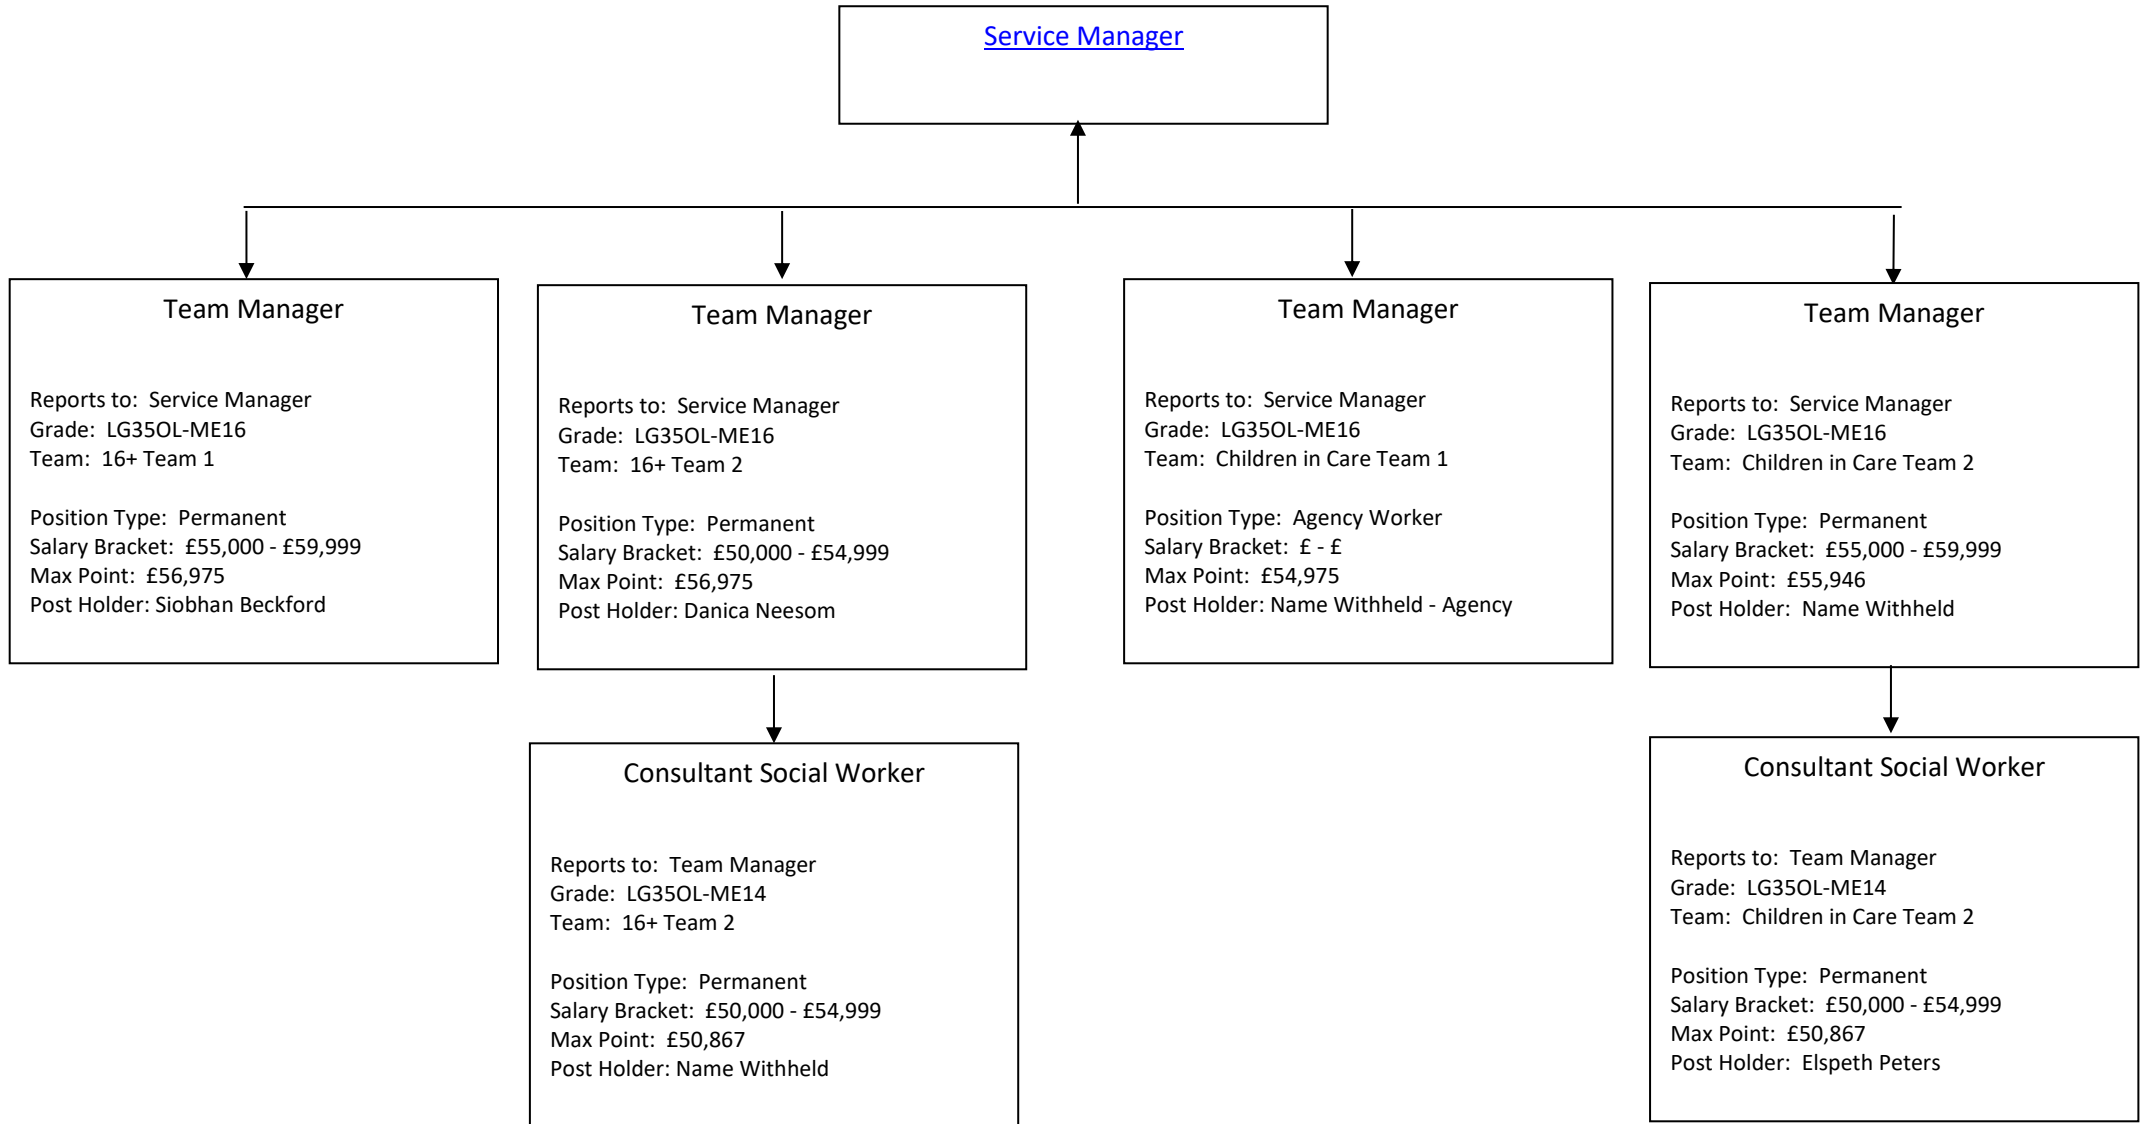 Service Manager
Team Manager
Reports to:  Service Manager
Grade:  LG35OL-ME16
Team:  16+ Team 1
Position Type:  Permanent
Salary Bracket:  £55,000 - £59,999
Max Point:  £56,975
Post Holder: Siobhan Beckford
Team Manager
Reports to:  Service Manager
Grade:  LG35OL-ME16
Team:  16+ Team 2
Position Type:  Permanent
Salary Bracket:  £50,000 - £54,999
Max Point:  £56,975
Post Holder: Danica Neesom
Team Manager
Reports to:  Service Manager
Grade:  LG35OL-ME16
Team:  Children in Care Team 1
Position Type:  Agency Worker
Salary Bracket:  £ - £
Max Point:  £54,975
Post Holder: Name Withheld - Agency
Team Manager
Reports to:  Service Manager
Grade:  LG35OL-ME16
Team:  Children in Care Team 2
Position Type:  Permanent
Salary Bracket:  £55,000 - £59,999
Max Point:  £55,946
Post Holder:  Name Withheld
Consultant Social Worker
Reports to:  Team Manager
Grade:  LG35OL-ME14
Team:  16+ Team 2
Position Type:  Permanent
Salary Bracket:  £50,000 - £54,999
Max Point:  £50,867
Post Holder: Name Withheld
Consultant Social Worker
Reports to:  Team Manager
Grade:  LG35OL-ME14
Team:  Children in Care Team 2
Position Type:  Permanent
Salary Bracket:  £50,000 - £54,999
Max Point:  £50,867
Post Holder:  Elspeth Peters